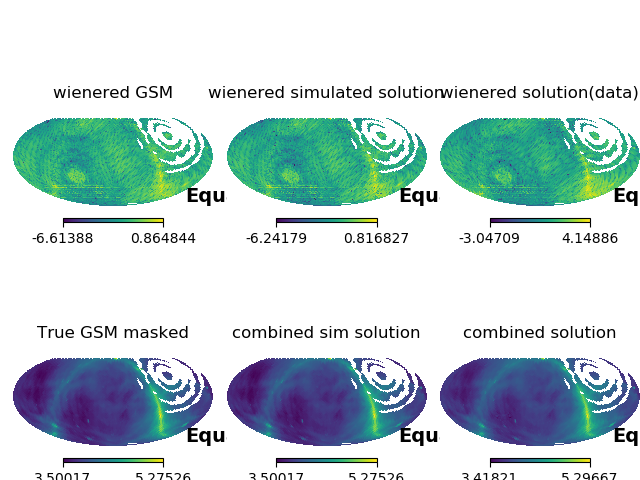 wienered GSM
wienered simulated solution
wienered solution(data)
Equ
Equ
Eq
-6.61388 0.864844
-6.24179 0.816827
-3.04709 4.14886
True GSM masked
combined sim solution
combined solution
Equ
Equ
Eq
3.50017 5.27526
3.50017 5.27526
3.41821 5.29667